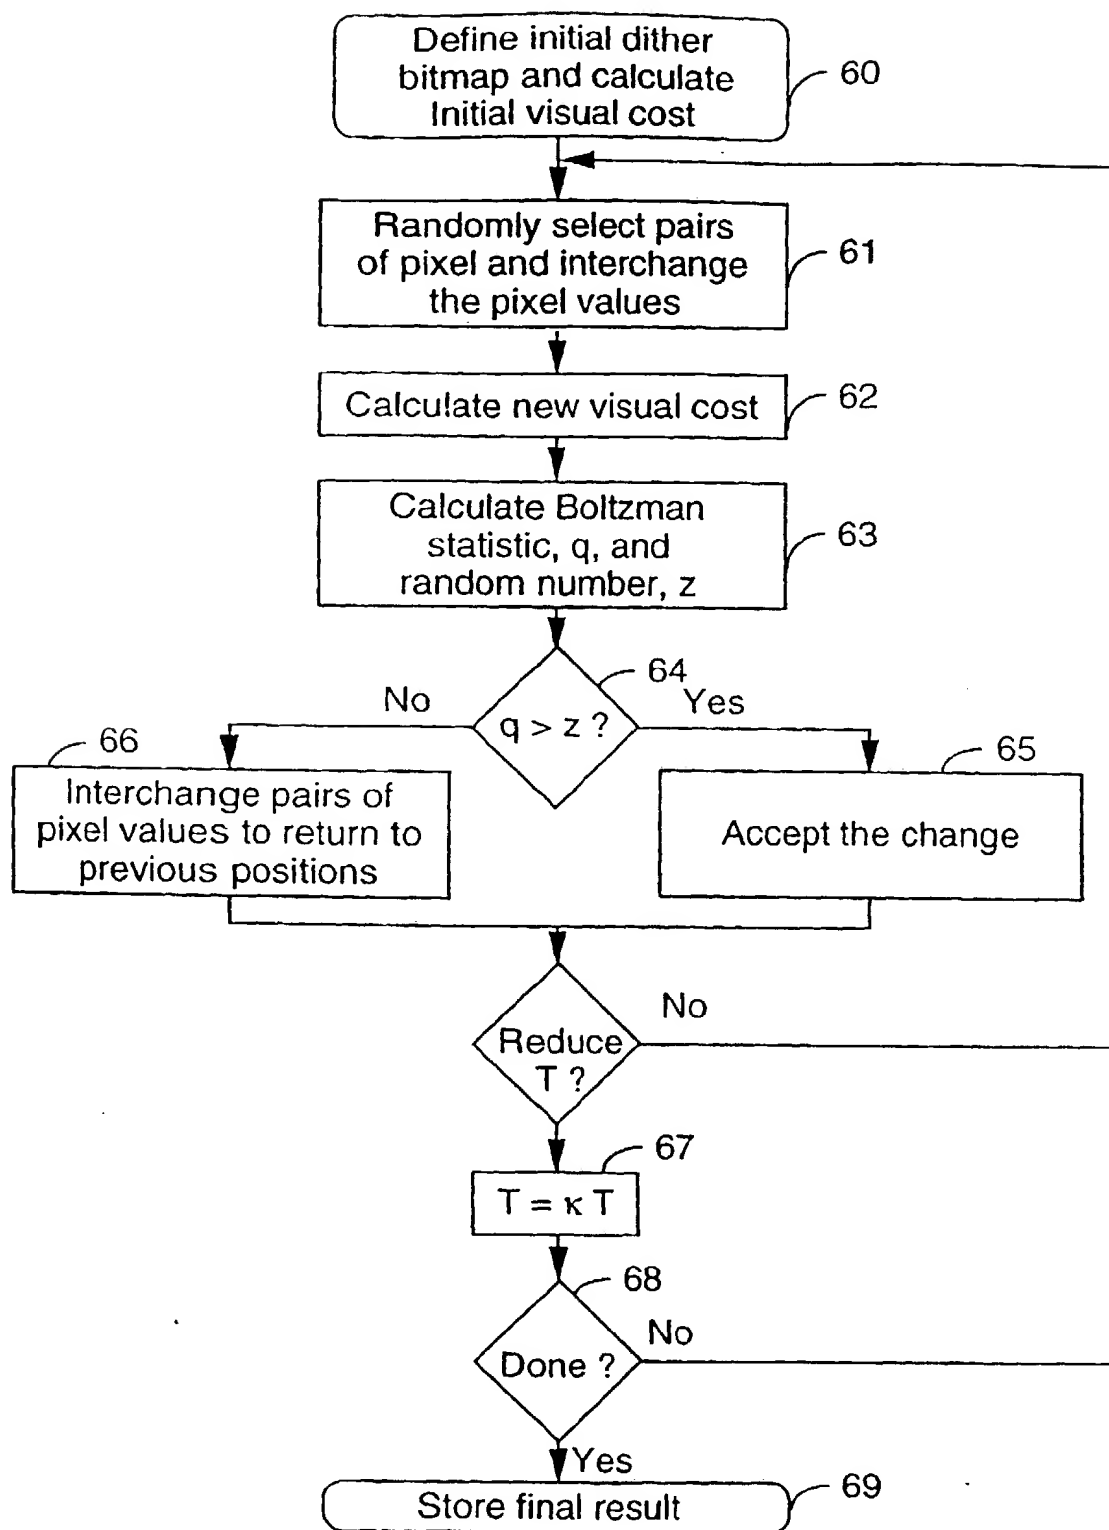 Define initial dither
bitmap and calculate
Initial visual cost
60
Randomly select pairs
of pixel and interchange
the pixel values
61
Calculate new visual cost
62
Calculate Boltzman
statistic, q, and
random number, z
63
64
No
q > z ?
Yes
66
Interchange pairs of
pixel values to return to
previous positions
65
Accept the change
Reduce
T ?
No
67
T = κ T
68
Done ?
No
Yes
Store final result
69